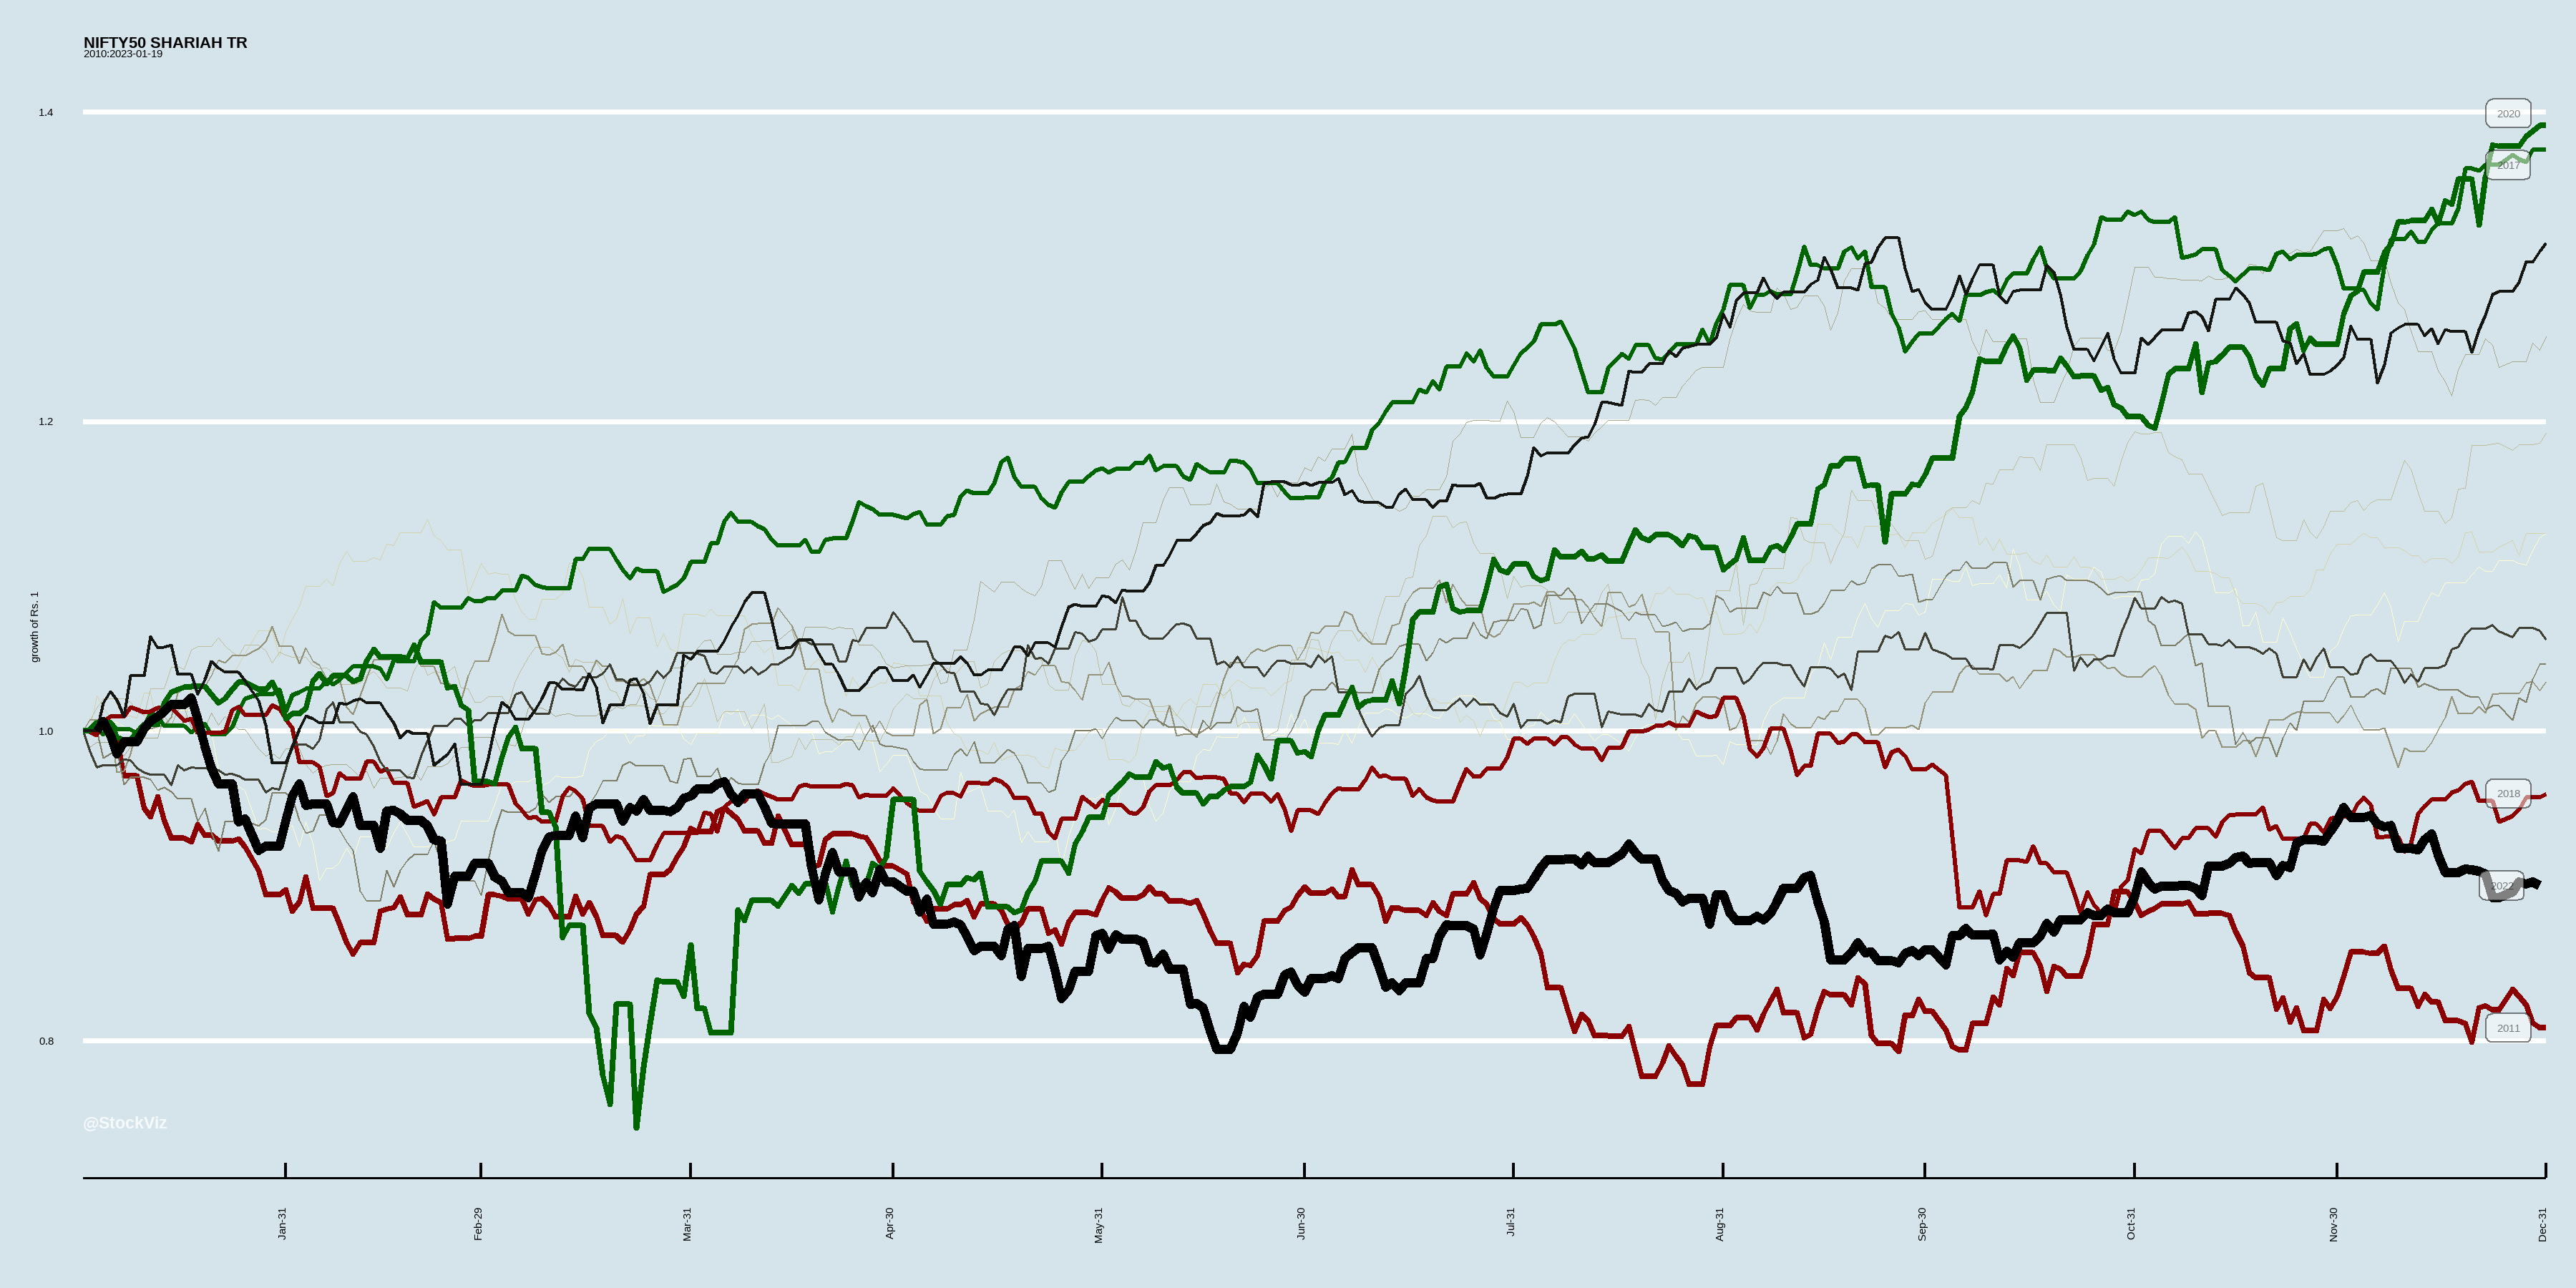 NIFTY50 SHARIAH TR
2010:2023-01-19
1.4
1.2
1.0
0.8
growth of Rs. 1
2020
2017
2018
2022
2011
@StockViz
Jan-31
Feb-29
Mar-31
Apr-30
May-31
Jun-30
Jul-31
Aug-31
Sep-30
Oct-31
Nov-30
Dec-31